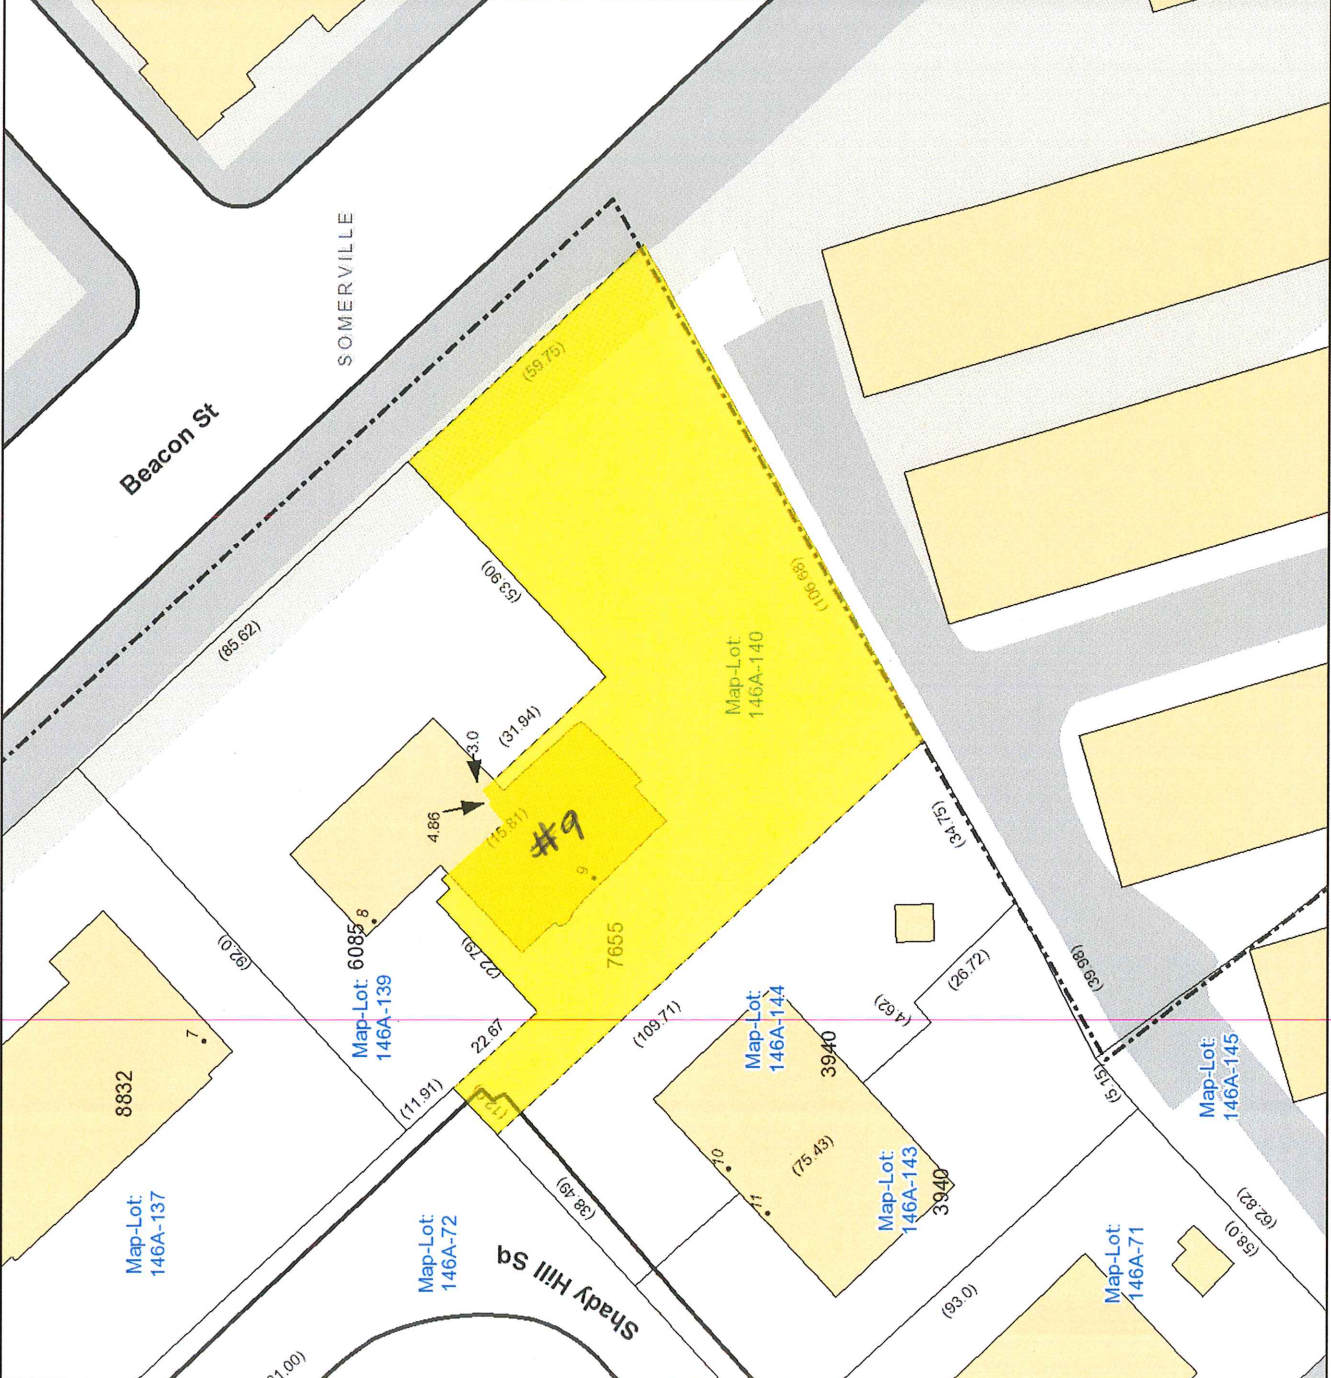 SOMERVILLE
Beacon St
(59.75)
(85.62)
(53.90)
(106.68)
Map-Lot:
146A-140
(31.94)
3.0
4.86
(15.81)
#9
9
(34.75)
8
6085
Map-Lot:
146A-139
(92.0)
(22.79)
7655
(26.72)
(39.98)
(4.62)
7
8832
22.67
(109.71)
Map-Lot:
146A-144
3940
(11.91)
(5.15)
Map-Lot:
146A-145
10
(75.43)
11
Map-Lot:
146A-143
3940
(38.49)
Map-Lot:
146A-137
Map-Lot:
146A-72
Shady Hill Sq
(62.82)
(58.0)
Map-Lot:
146A-71
(93.0)